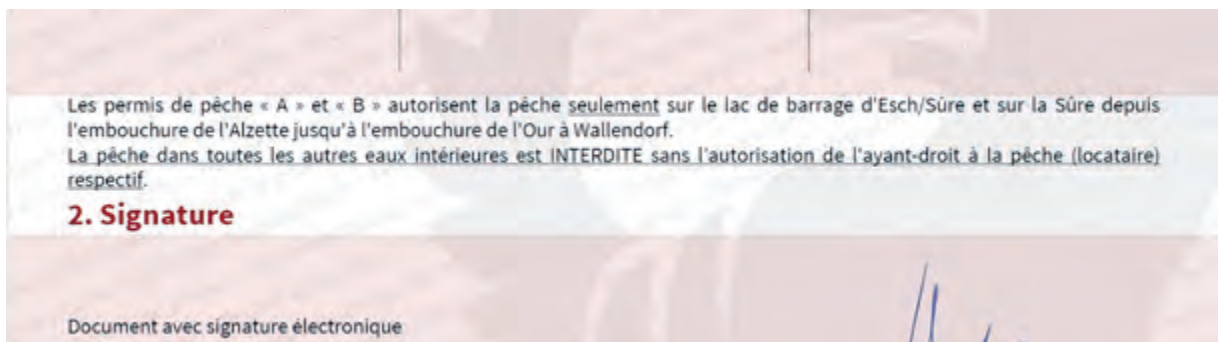 Les permis de pêche « A » et « B » autorisent la pêche seulement sur le lac de barrage d'Esch/Sûre et sur la Sûre depuis
l'embouchure de l'Alzette jusqu'à l'embouchure de l'Our à Wallendorf.
La pêche dans toutes les autres eaux intérieures est INTERDITE sans l'autorisation de l'ayant-droit à la pêche (locataire)
respectif.
2. Signature
Document avec signature électronique